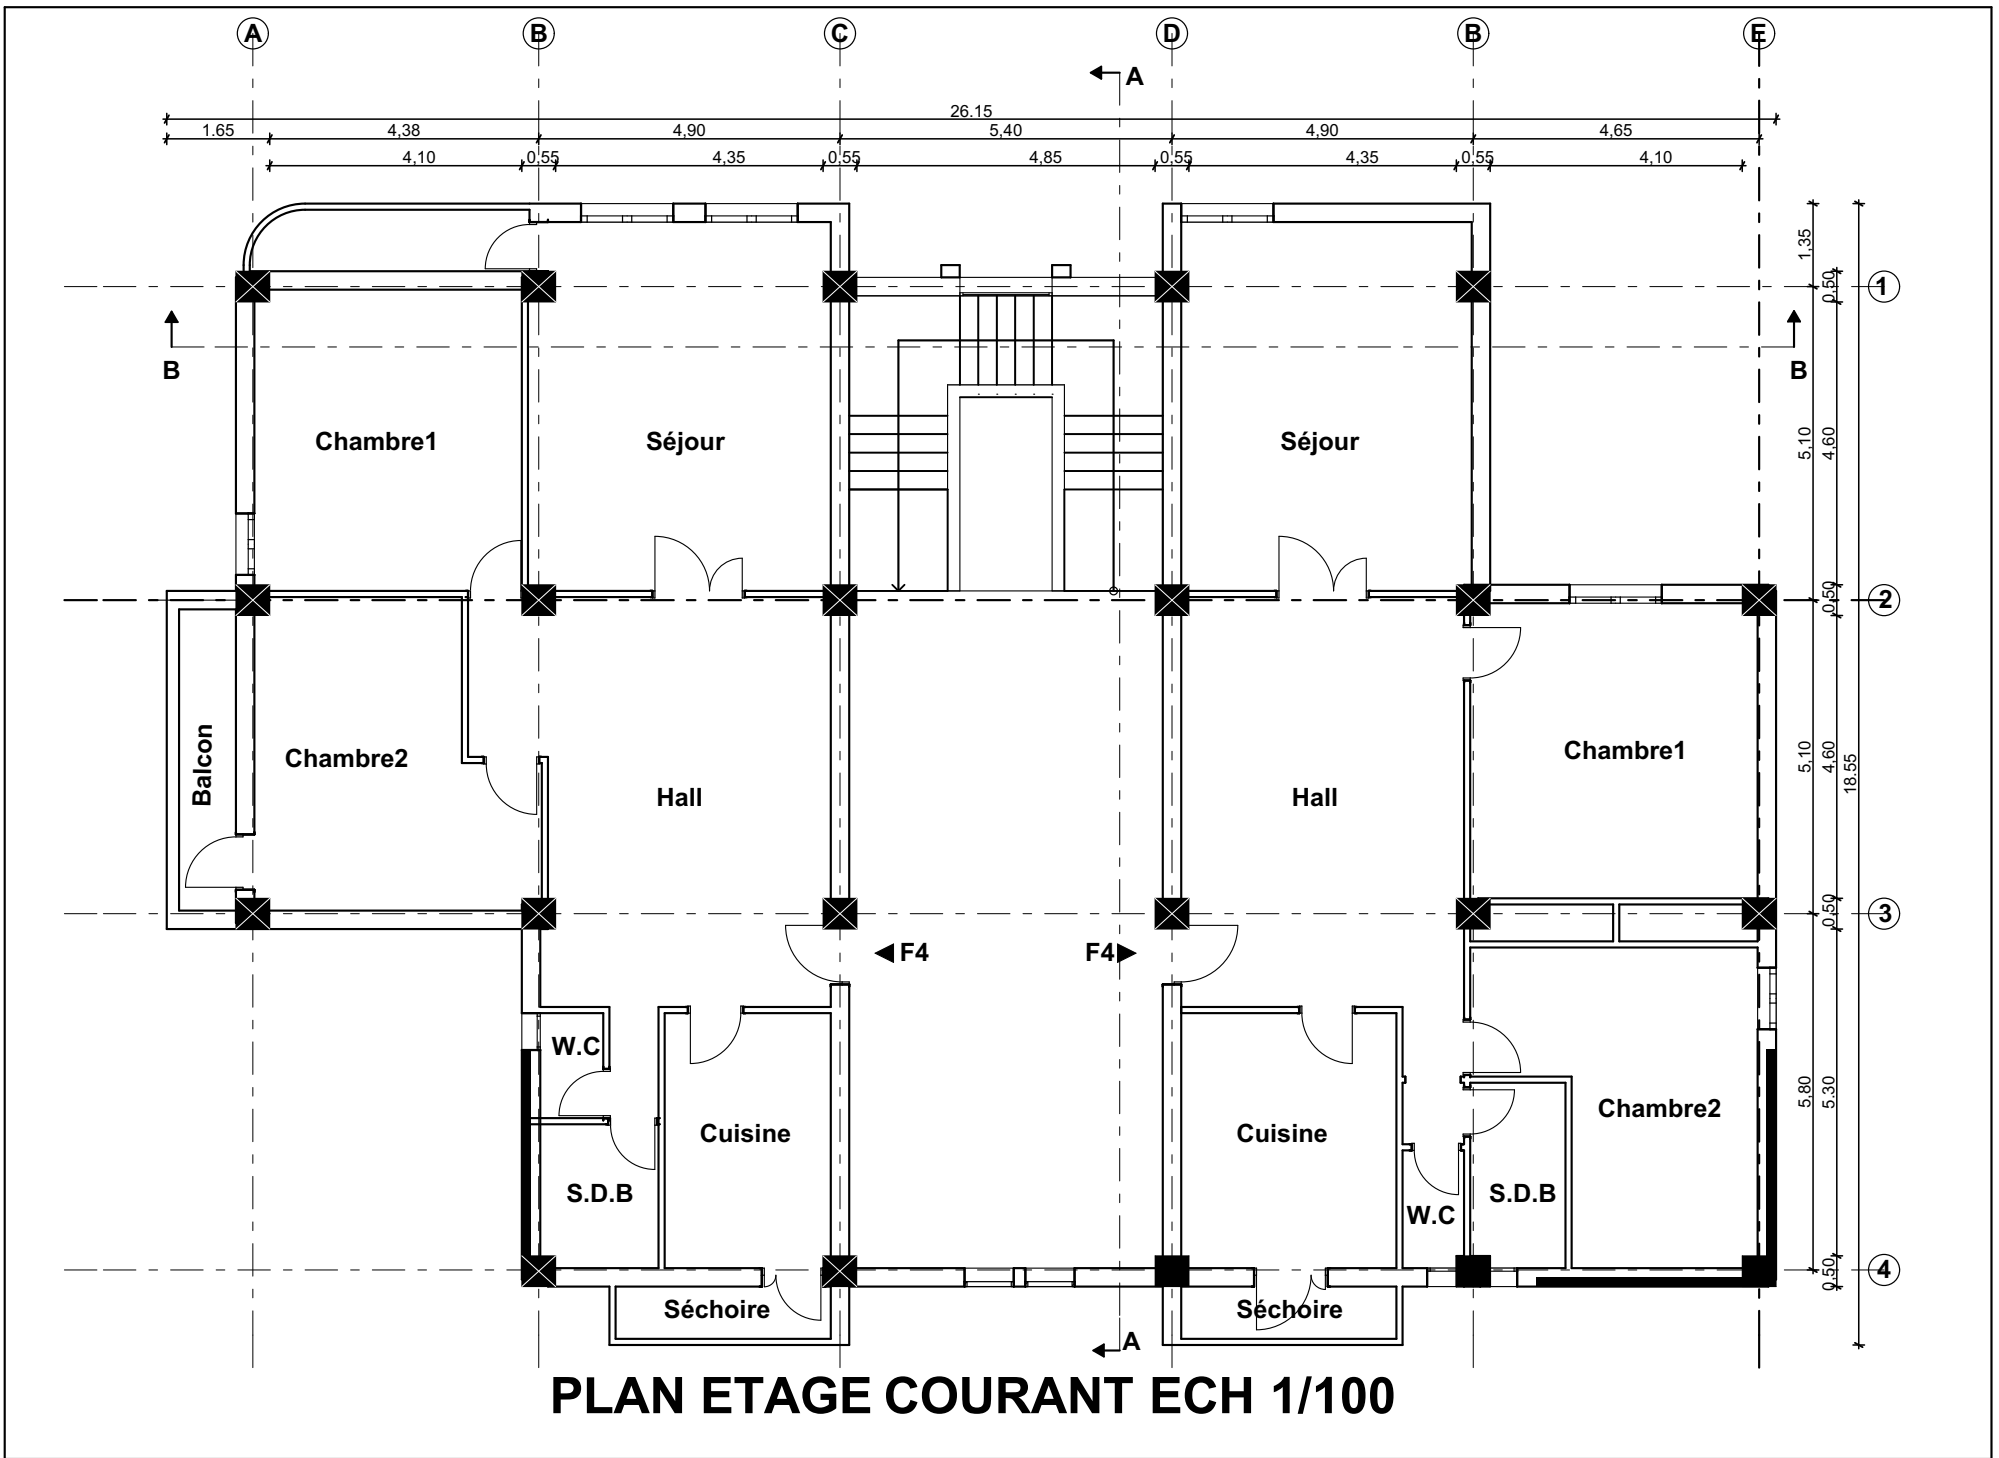 A B C D B E
A
26.15
1.65 4,38 4,90 5,40 4,90 4,65
4,10 0,55 4,35 0,55 4,85 0,55 4,35 0,55 4,10
1,35
0,50
1
B B
Chambre1 Séjour Séjour
5,10 4,60
0,50
2
Balcon
Chambre2 Hall Hall Chambre1
5,10 4,60
18.55
0,50
3
F4 F4
W.C
Cuisine Cuisine Chambre2
5,80 5.30
S.D.B S.D.B
W.C
0,50
4
Séchoire Séchoire
A
PLAN ETAGE COURANT ECH 1/100